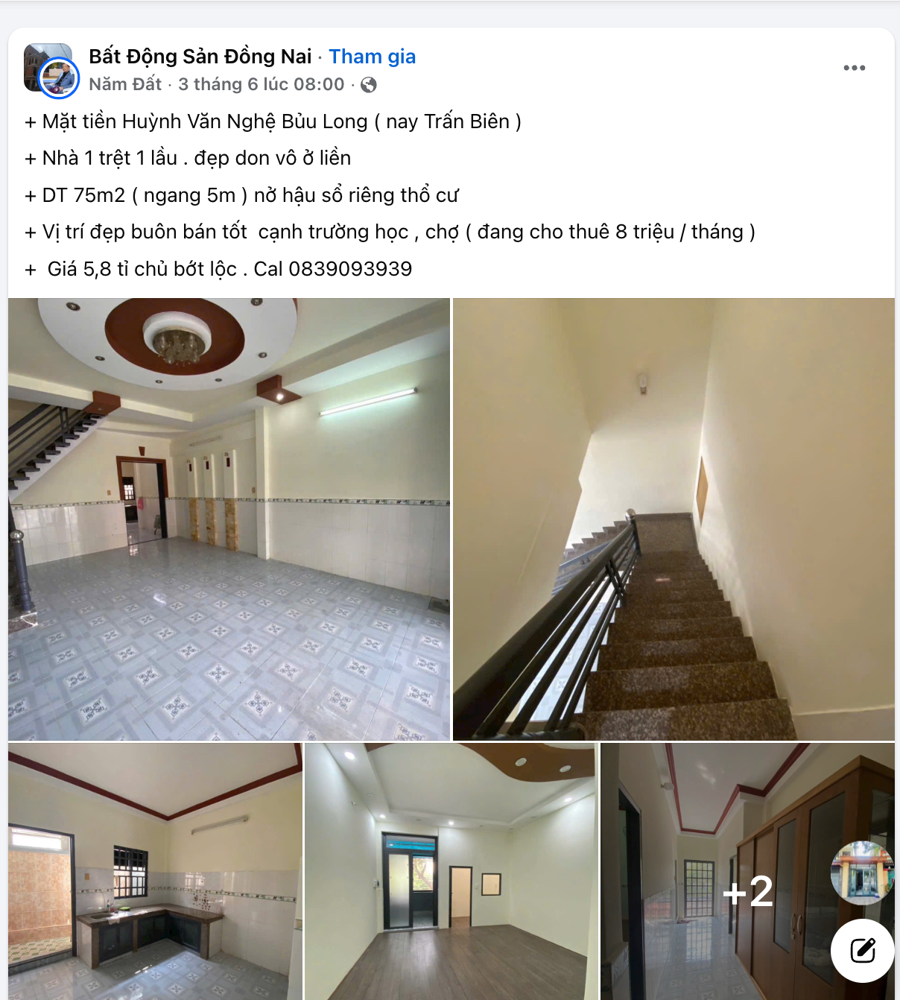 Bất Động Sản Đồng Nai · Tham gia
Năm Đất · 3 tháng 6 lúc 08:00 ·
+ Mặt tiền Huỳnh Văn Nghệ Bửu Long ( nay Trấn Biên )
+ Nhà 1 trệt 1 lầu . đẹp don vô ở liền
+ DT 75m2 ( ngang 5m ) nở hậu sổ riêng thổ cư
+ Vị trí đẹp buôn bán tốt  cạnh trường học , chợ ( đang cho thuê 8 triệu / tháng )
+  Giá 5,8 tỉ chủ bớt lộc . Cal 0839093939
+2